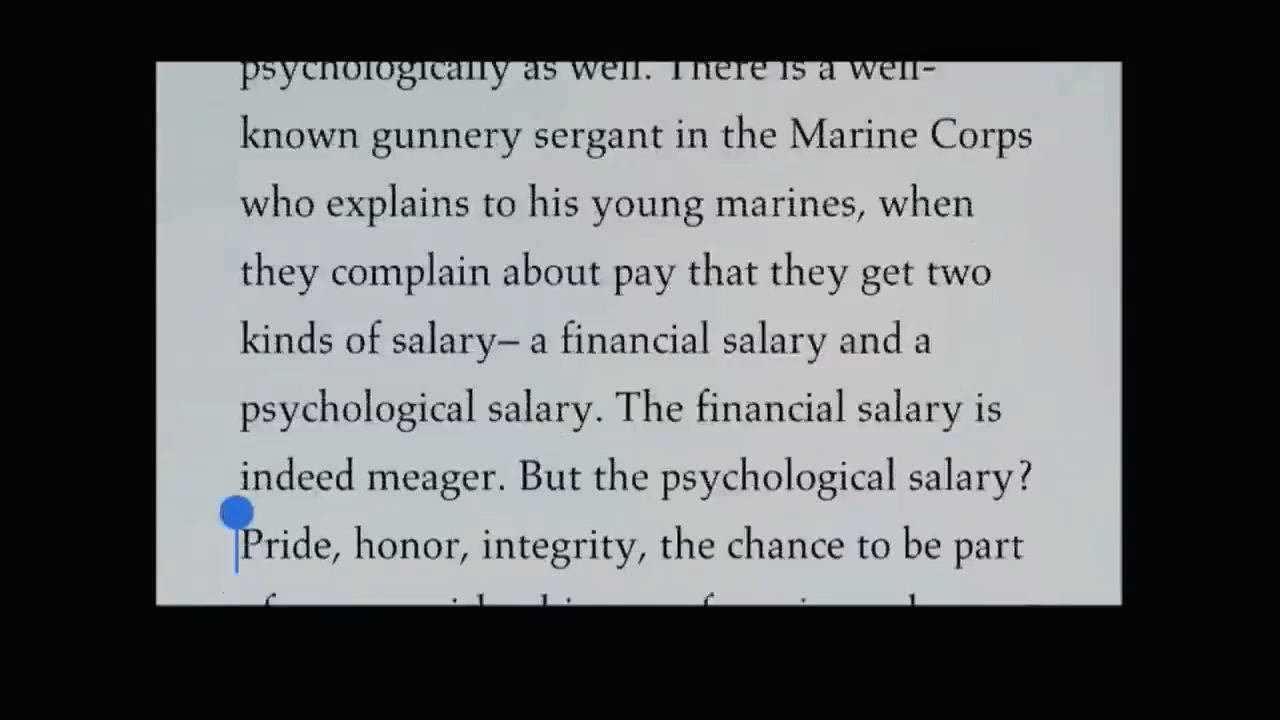 psychologically as well. There is a well-
known gunnery sergant in the Marine Corps
who explains to his young marines, when
they complain about pay that they get two
kinds of salary– a financial salary and a
psychological salary. The financial salary is
indeed meager. But the psychological salary?
Pride, honor, integrity, the chance to be part